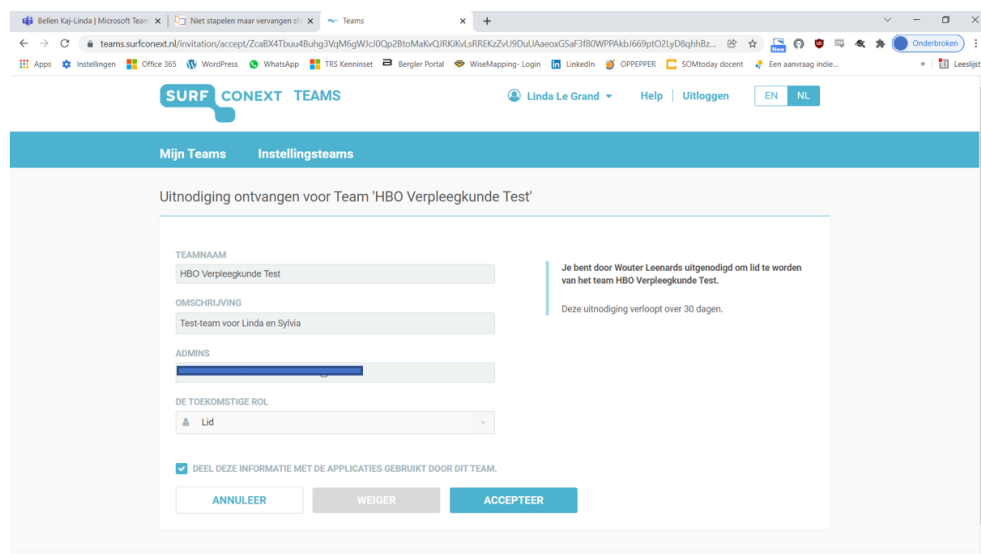 Bellen Kaj-Linda | Microsoft Team
Niet stapelen maar vervangen sh
Teams
teams.surfconext.nl/invitation/accept/ZcaBX4Tbuu4Buhg3VqM6gWJcJ0Qp2BtoMaKvQJRKiKvLsRREKzZvU9DuUAaeoxGSaF3f80WPPAkbJ669ptO2LyD8qhhBz...
New
Onderbroken
Apps Instellingen Office 365 WordPress WhatsApp TRS Kenninset Bergler Portal WiseMapping- Login LinkedIn OPPEPPER SOMtoday docent Een aanvraag indie... » Leeslijst
SURF CONEXT TEAMS
Linda Le Grand Help Uitloggen EN NL
Mijn Teams Instellingsteams
Uitnodiging ontvangen voor Team 'HBO Verpleegkunde Test'
TEAMNAAM
HBO Verpleegkunde Test
OMSCHRIJVING
Test-team voor Linda en Sylvia
ADMINS
DE TOEKOMSTIGE ROL
Lid
Je bent door Wouter Leenards uitgenodigd om lid te worden
van het team HBO Verpleegkunde Test.
Deze uitnodiging verloopt over 30 dagen.
DEEL DEZE INFORMATIE MET DE APPLICATIES GEBRUIKT DOOR DIT TEAM.
ANNULEER WEIGER ACCEPTEER